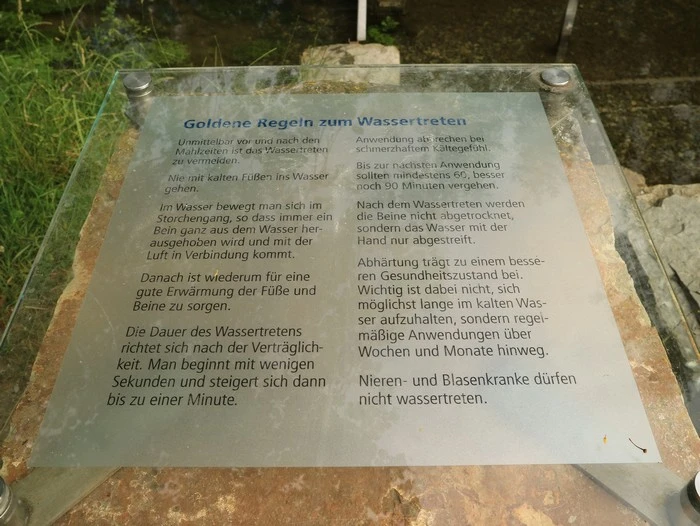 Goldene Regeln zum Wassertreten
Unmittelbar vor und nach den
Mahlzeiten ist das Wassertreten
zu vermeiden.
Nie mit kalten Füßen ins Wasser
gehen.
Im Wasser bewegt man sich im
Storchengang, so dass immer ein
Bein ganz aus dem Wasser her-
ausgehoben wird und mit der
Luft in Verbindung kommt.
Danach ist wiederum für eine
gute Erwärmung der Füße und
Beine zu sorgen.
Die Dauer des Wassertretens
richtet sich nach der Verträglich-
keit. Man beginnt mit wenigen
Sekunden und steigert sich dann
bis zu einer Minute.
Anwendung abbrechen bei
schmerzhaftem Kältegefühl.
Bis zur nächsten Anwendung
sollten mindestens 60, besser
noch 90 Minuten vergehen.
Nach dem Wassertreten werden
die Beine nicht abgetrocknet,
sondern das Wasser mit der
Hand nur abgestreift.
Abhärtung trägt zu einem besse-
ren Gesundheitszustand bei.
Wichtig ist dabei nicht, sich
möglichst lange im kalten Was-
ser aufzuhalten, sondern regel-
mäßige Anwendungen über
Wochen und Monate hinweg.
Nieren- und Blasenkranke dürfen
nicht wassertreten.